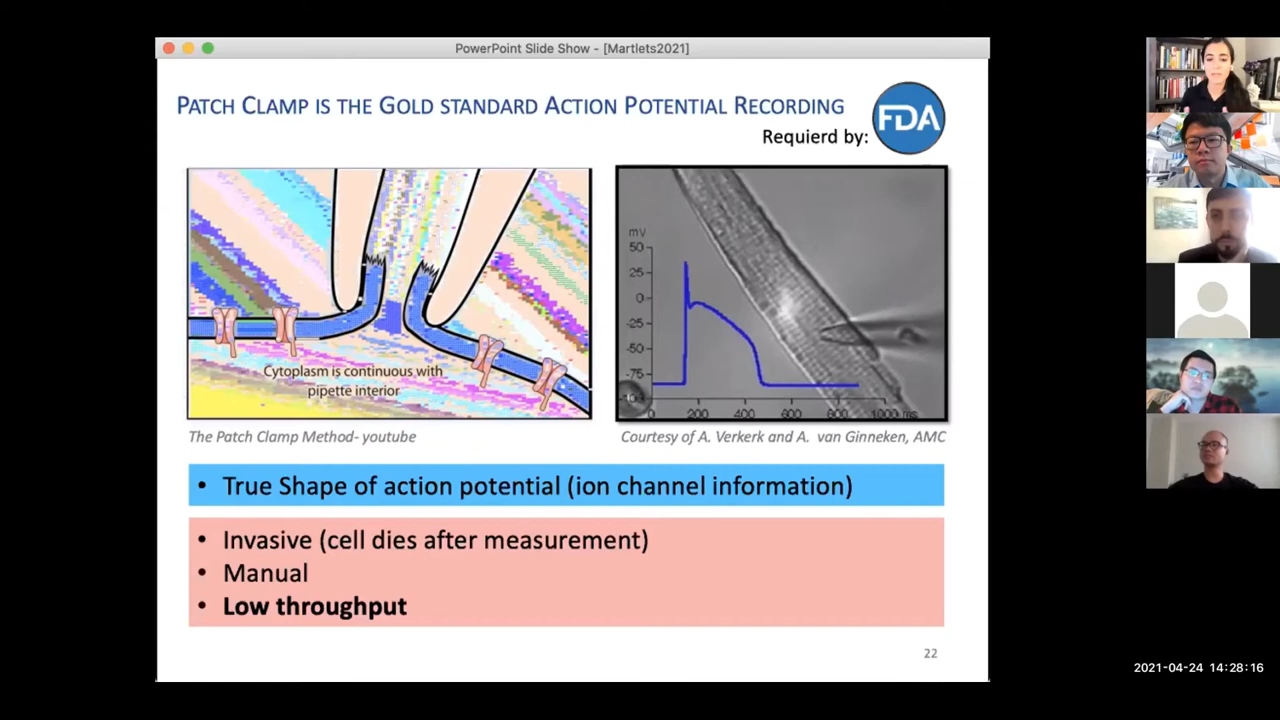 PowerPoint Slide Show - [Martlets2021]
PATCH CLAMP IS THE GOLD STANDARD ACTION POTENTIAL RECORDING
FDA
Requierd by:
Cytoplasm is continuous with
pipette interior
mV
50
25
0
-25
-50
-75
0 200 400 600 800 1000 ms
The Patch Clamp Method- youtube
Courtesy of A. Verkerk and A. van Ginneken, AMC
• True Shape of action potential (ion channel information)
• Invasive (cell dies after measurement)
• Manual
• Low throughput
22
2021-04-24 14:28:16